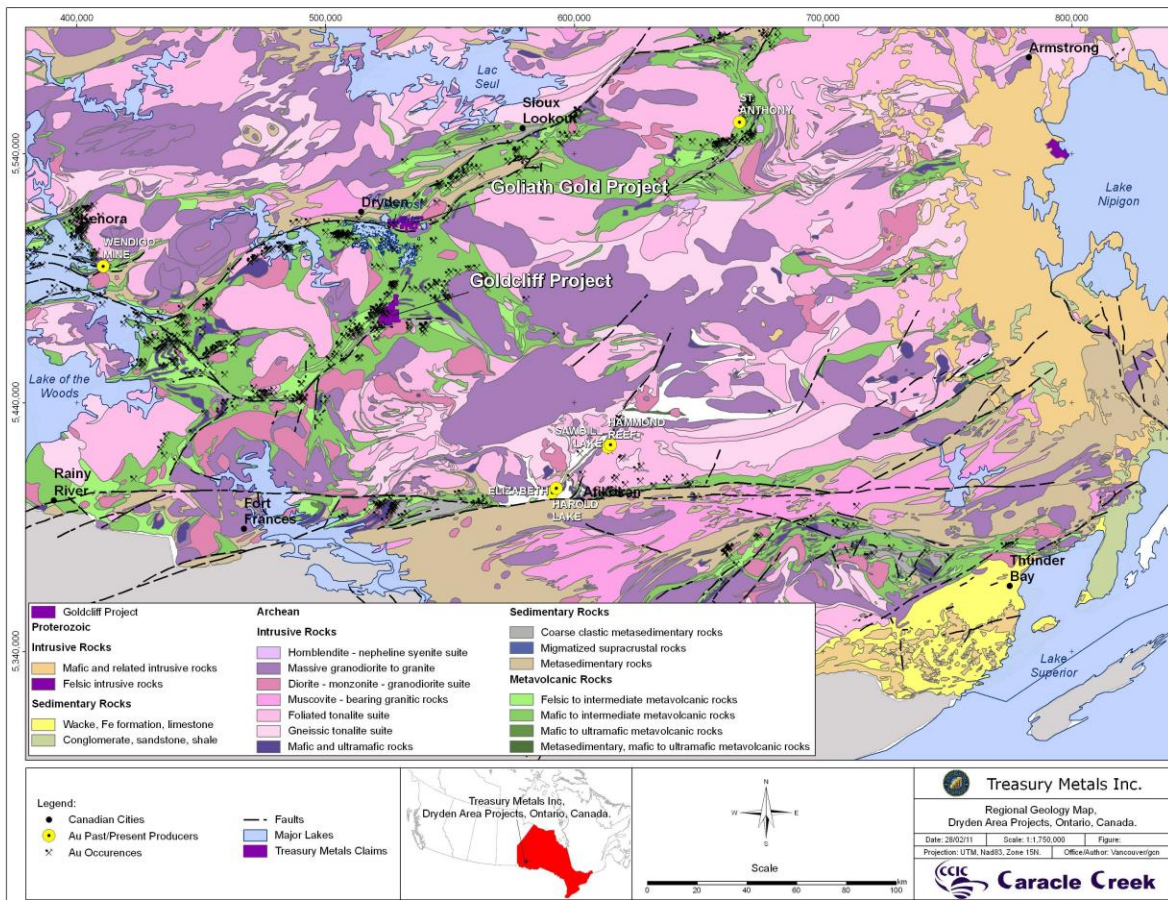 400,000
500,000
600,000
700,000
800,000
5,540,000
5,440,000
5,340,000
Armstrong
Lac
Seul
Sioux
Lookout
ST
ANTHONY
Goliath Gold Project
Dryden
Lake
Nipigon
Kenora
WENDIGO
MINE
Goldcliff Project
Lake of the
Woods
SAWBILL
LAKE
HAMMOND
REEF
Rainy
River
Fort
Frances
ELIZABETH
Atikokan
HAROLD
LAKE
Thunder
Bay
Lake
Superior
Goldcliff Project
Proterozoic
Intrusive Rocks
Mafic and related intrusive rocks
Felsic intrusive rocks
Sedimentary Rocks
Wacke, Fe formation, limestone
Conglomerate, sandstone, shale
Archean
Intrusive Rocks
Homblendite - nepheline syenite suite
Massive granodiorite to granite
Diorite - monzonite - granodiorite suite
Muscovite - bearing granitic rocks
Foliated tonalite suite
Gneissic tonalite suite
Mafic and ultramafic rocks
Sedimentary Rocks
Coarse clastic metasedimentary rocks
Migmatized supracrustal rocks
Metasedimentary rocks
Metavolcanic Rocks
Felsic to intermediate metavolcanic rocks
Mafic to intermediate metavolcanic rocks
Mafic to ultramafic metavolcanic rocks
Metasedimentary, mafic to ultramafic metavolcanic rocks
Legend:
Canadian Cities
Au Past/Present Producers
Au Occurences
Faults
Major Lakes
Treasury Metals Claims
Treasury Metals Inc.
Dryden Area Projects, Ontario, Canada.
N
W
E
S
Scale
0 20 40 60 80 100 km
Treasury Metals Inc.
Regional Geology Map,
Dryden Area Projects, Ontario, Canada.
Date: 28/02/11 Scale: 1:1,750,000 Figure:
Projection: UTM, Nad83, Zone 15N. Office/Author: Vancouver/gcn
CCIC Caracle Creek